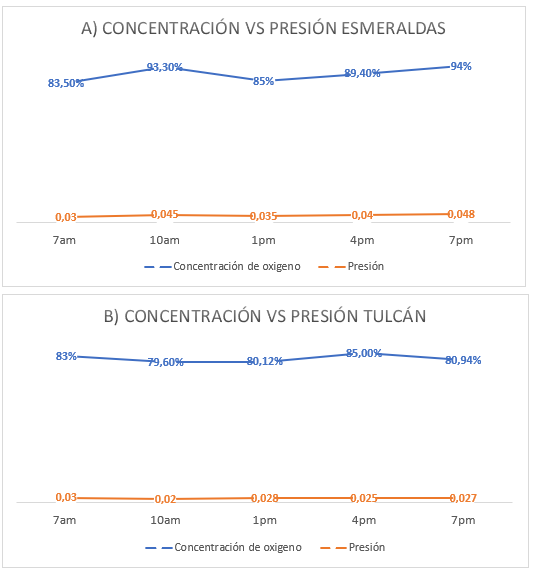 A) CONCENTRACIÓN VS PRESIÓN ESMERALDAS
83,50% 93,30% 85% 89,40% 94%
0,03 0,045 0,035 0,04 0,048
7am 10am 1pm 4pm 7pm
Concentración de oxigeno Presión
B) CONCENTRACIÓN VS PRESIÓN TULCÁN
83% 79,60% 80,12% 85,00% 80,94%
0,03 0,02 0,028 0,025 0,027
7am 10am 1pm 4pm 7pm
Concentración de oxigeno Presión